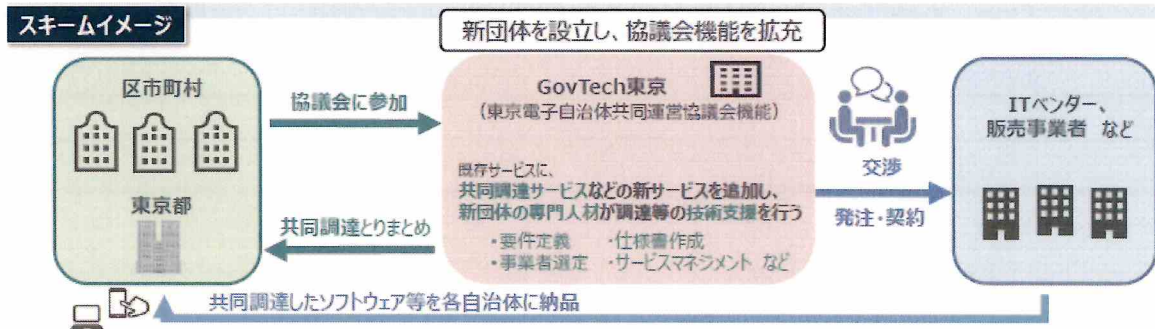 スキームイメージ
新団体を設立し、協議会機能を拡充
区市町村
東京都
協議会に参加
共同調達とりまとめ
GovTech東京
(東京電子自治体共同運営協議会機能)
既存サービスに、
共同調達サービスなどの新サービスを追加し、
新団体の専門人材が調達等の技術支援を行う
・要件定義 ・仕様書作成
・事業者選定 ・サービスマネジメント など
交渉
発注・契約
ITベンダー、
販売事業者 など
共同調達したソフトウェア等を各自治体に納品